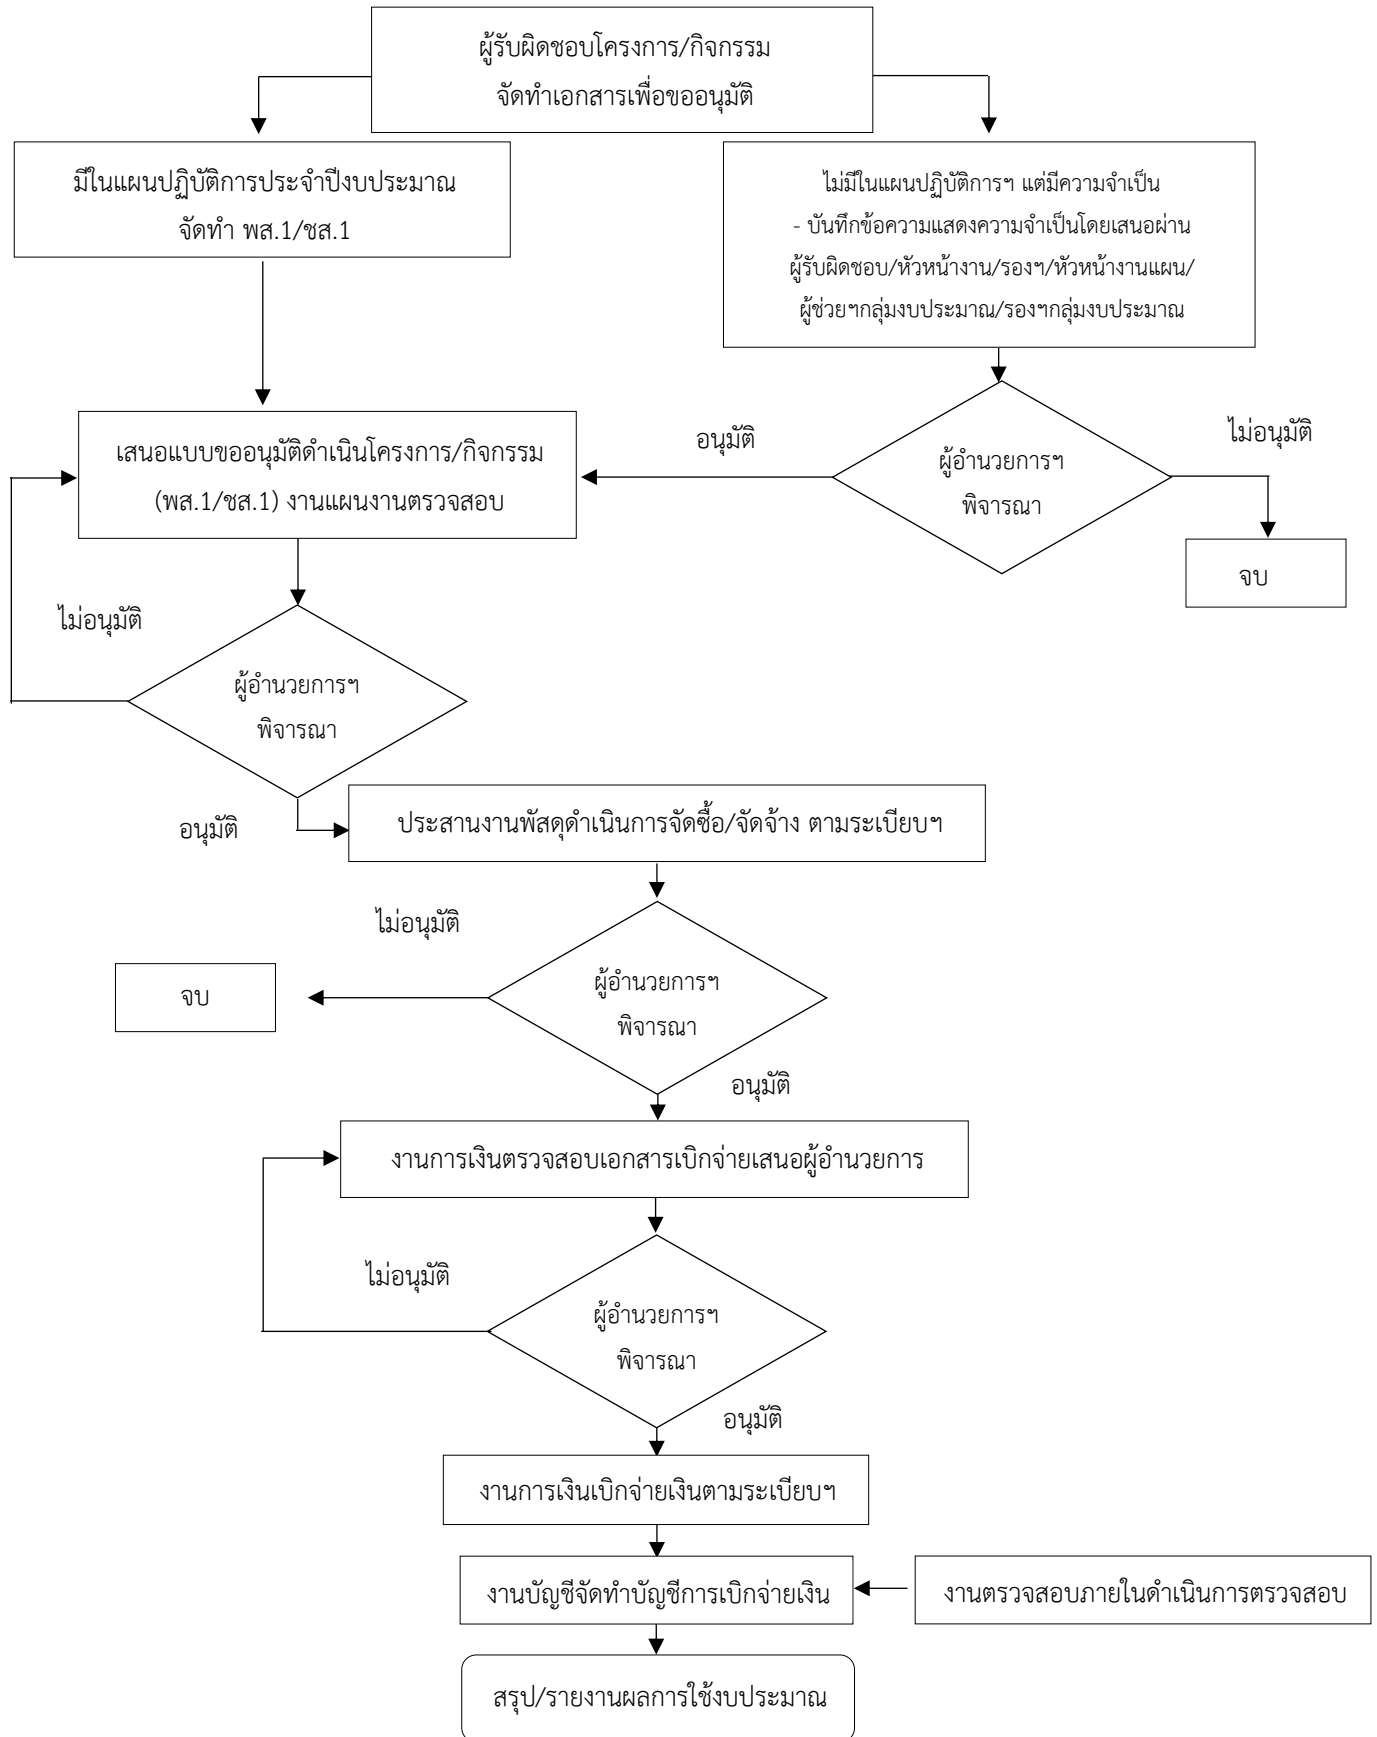 ผู้รับผิดชอบโครงการ/กิจกรรม
จัดทำเอกสารเพื่อขออนุมัติ
มีในแผนปฏิบัติการประจำปีงบประมาณ
จัดทำ พส.1/ชส.1
ไม่มีในแผนปฏิบัติการฯ แต่มีความจำเป็น
- บันทึกข้อความแสดงความจำเป็นโดยเสนอผ่าน
ผู้รับผิดชอบ/หัวหน้างาน/รองฯ/หัวหน้างานแผน/
ผู้ช่วยฯกลุ่มงบประมาณ/รองฯกลุ่มงบประมาณ
เสนอแบบขออนุมัติดำเนินโครงการ/กิจกรรม
(พส.1/ชส.1) งานแผนงานตรวจสอบ
อนุมัติ
ผู้อำนวยการฯ
พิจารณา
ไม่อนุมัติ
จบ
ไม่อนุมัติ
ผู้อำนวยการฯ
พิจารณา
อนุมัติ
ประสานงานพัสดุดำเนินการจัดซื้อ/จัดจ้าง ตามระเบียบฯ
ไม่อนุมัติ
จบ
ผู้อำนวยการฯ
พิจารณา
อนุมัติ
งานการเงินตรวจสอบเอกสารเบิกจ่ายเสนอผู้อำนวยการ
ไม่อนุมัติ
ผู้อำนวยการฯ
พิจารณา
อนุมัติ
งานการเงินเบิกจ่ายเงินตามระเบียบฯ
งานบัญชีจัดทำบัญชีการเบิกจ่ายเงิน
งานตรวจสอบภายในดำเนินการตรวจสอบ
สรุป/รายงานผลการใช้งบประมาณ